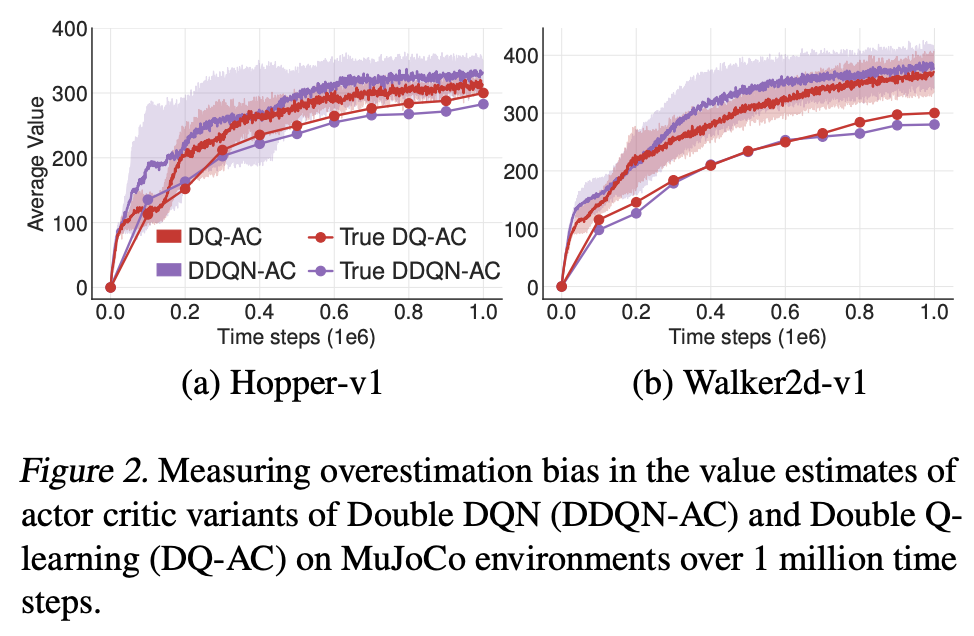 400
300
200
100
0
Average Value
DQ-AC
True DQ-AC
DDQN-AC
True DDQN-AC
0.0 0.2 0.4 0.6 0.8 1.0
Time steps (1e6)
(a) Hopper-v1
400
300
200
100
0
0.0 0.2 0.4 0.6 0.8 1.0
Time steps (1e6)
(b) Walker2d-v1
Figure 2. Measuring overestimation bias in the value estimates of
actor critic variants of Double DQN (DDQN-AC) and Double Q-
learning (DQ-AC) on MuJoCo environments over 1 million time
steps.